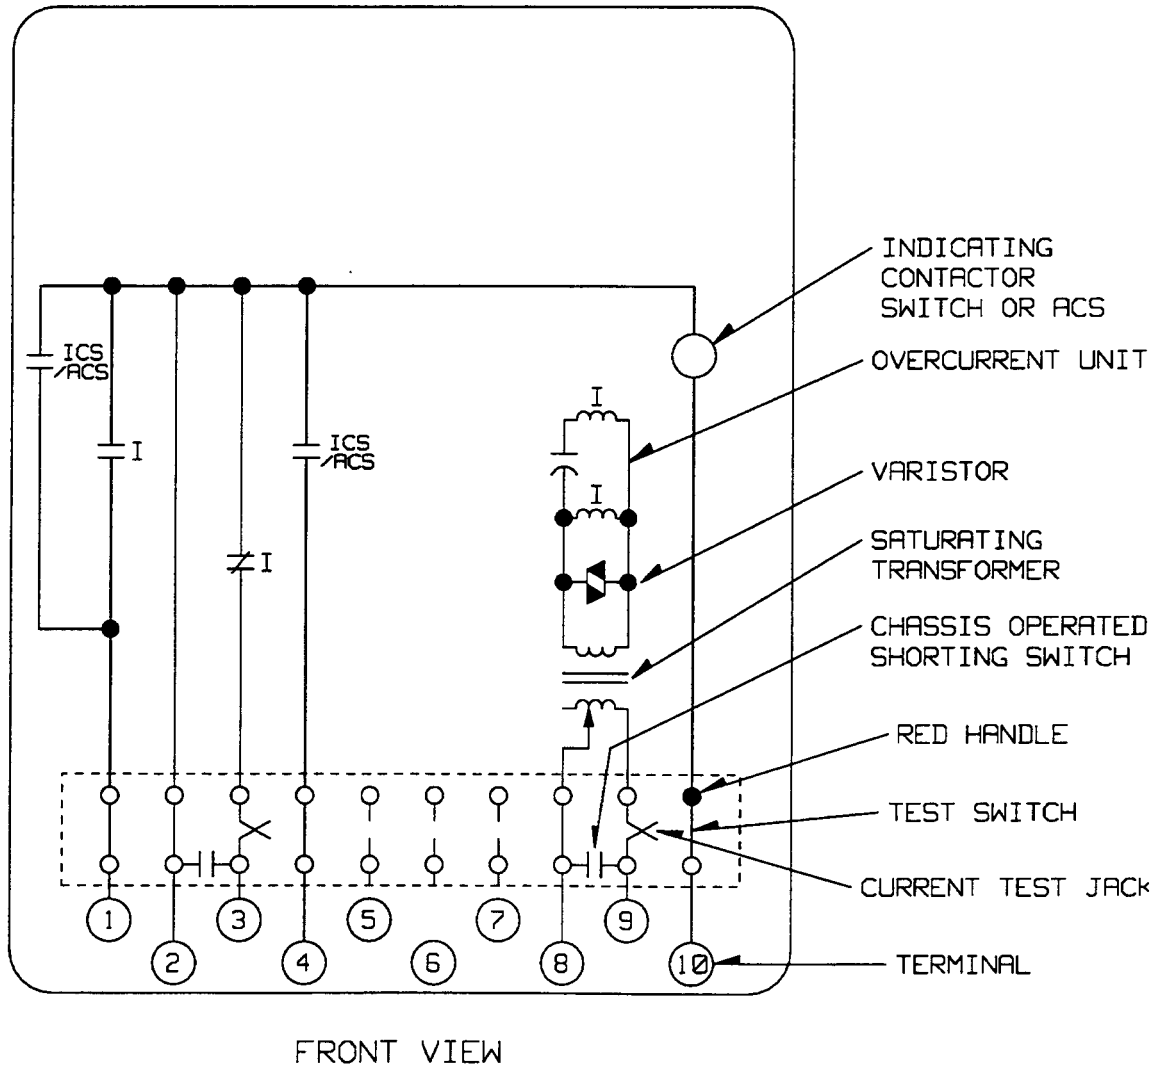 INDICATING
CONTACTOR
SWITCH OR ACS
OVERCURRENT UNIT
VARISTOR
SATURATING
TRANSFORMER
CHASSIS OPERATED
SHORTING SWITCH
RED HANDLE
TEST SWITCH
CURRENT TEST JACK
TERMINAL
ICS
/ACS
I
ICS
/ACS
I
I
I
1
2
3
4
5
6
7
8
9
10
FRONT VIEW